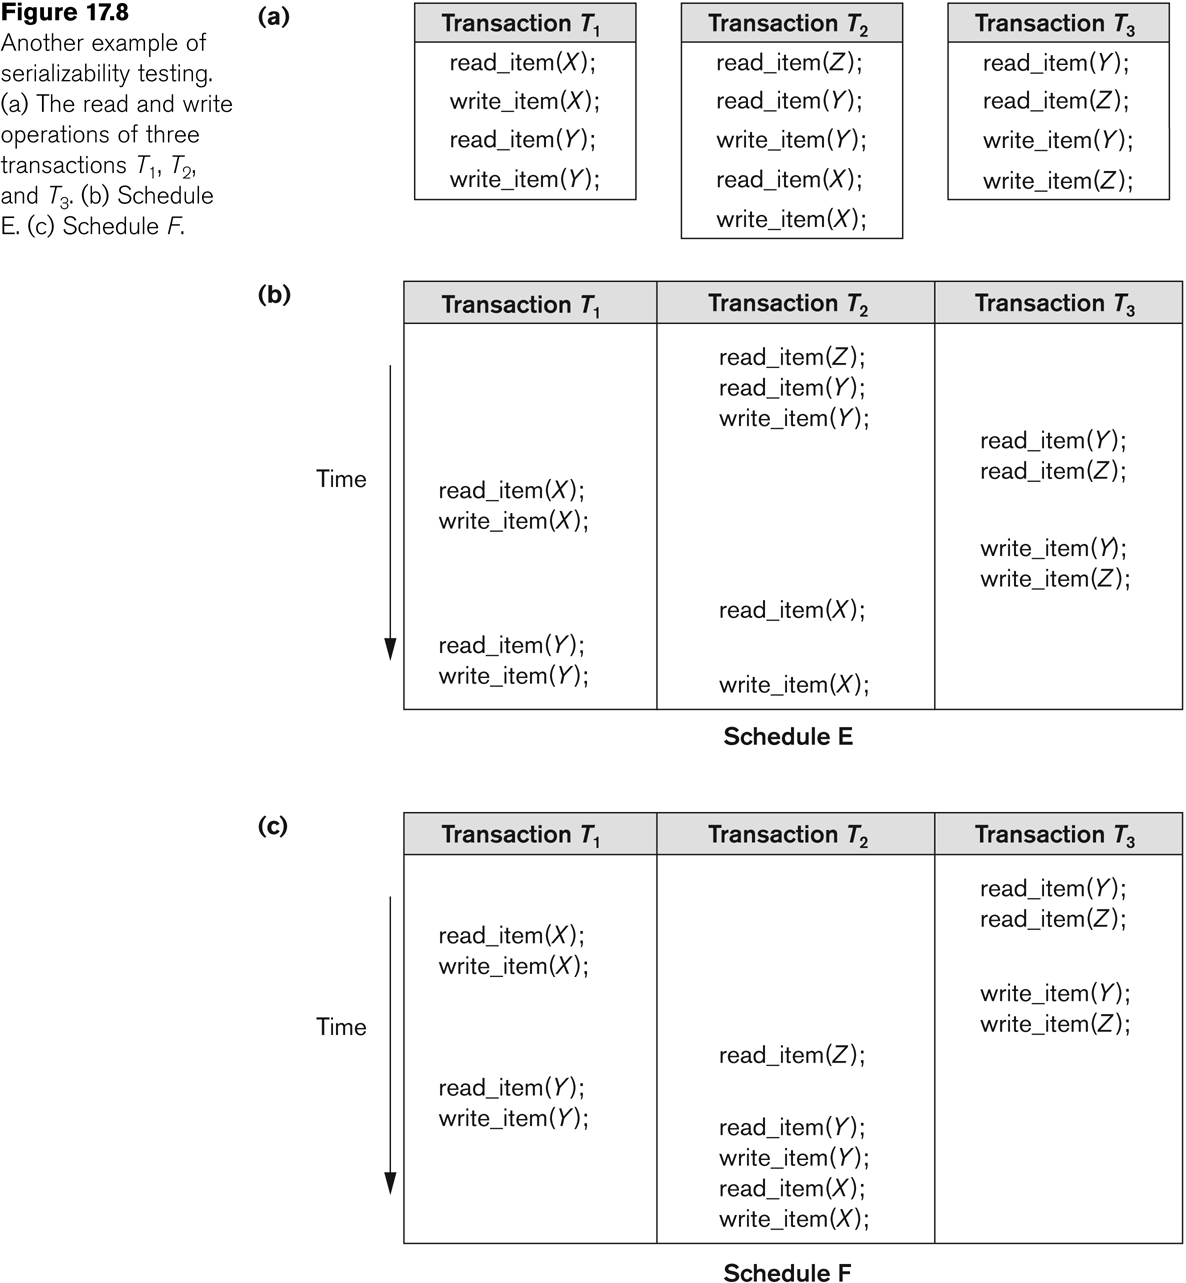 Figure 17.8
Another example of
serializability testing.
(a) The read and write
operations of three
transactions T1, T2,
and T3. (b) Schedule
E. (c) Schedule F.
(a)
Transaction T1
read_item(X);
write_item(X);
read_item(Y);
write_item(Y);
Transaction T2
read_item(Z);
read_item(Y);
write_item(Y);
read_item(X);
write_item(X);
Transaction T3
read_item(Y);
read_item(Z);
write_item(Y);
write_item(Z);
(b)
Transaction T1
Transaction T2
Transaction T3
read_item(Z);
read_item(Y);
write_item(Y);
read_item(Y);
read_item(Z);
Time
read_item(X);
write_item(X);
write_item(Y);
write_item(Z);
read_item(X);
read_item(Y);
write_item(Y);
write_item(X);
Schedule E
(c)
Transaction T1
Transaction T2
Transaction T3
read_item(Y);
read_item(Z);
read_item(X);
write_item(X);
write_item(Y);
write_item(Z);
Time
read_item(Z);
read_item(Y);
write_item(Y);
read_item(Y);
write_item(Y);
read_item(X);
write_item(X);
Schedule F